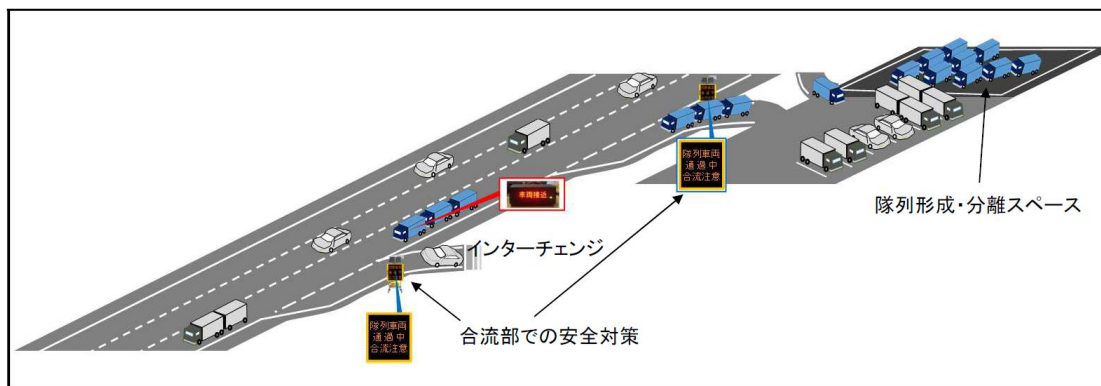 隊列車両
通過中
合流注意
隊列形成・分離スペース
車両接近
インターチェンジ
合流部での安全対策
隊列車両
通過中
合流注意